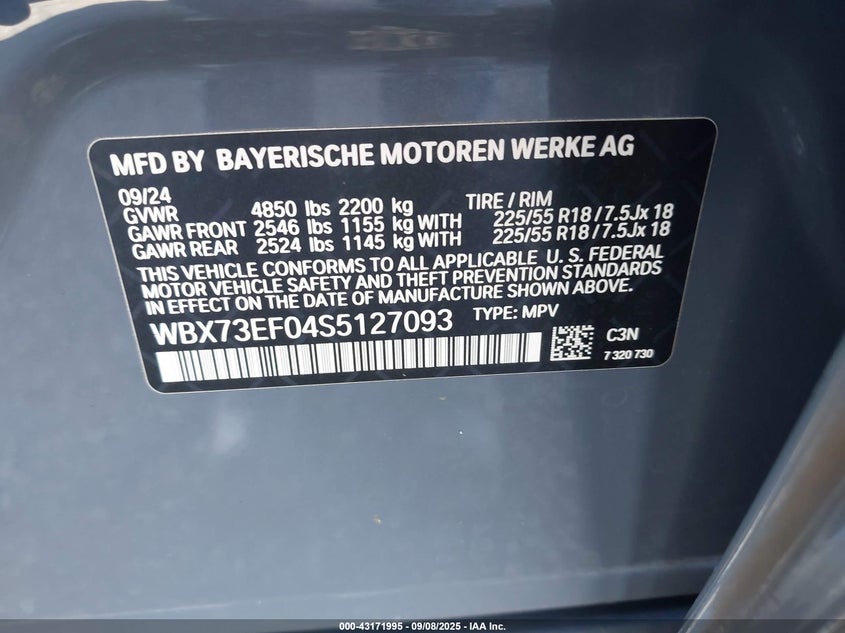 MFD BY BAYERISCHE MOTOREN WERKE AG
09/24 TIRE / RIM
GVWR 4850 lbs 2200 kg
GAWR FRONT 2546 lbs 1155 kg WITH 225/55 R18 / 7.5Jx 18
GAWR REAR 2524 lbs 1145 kg WITH 225/55 R18 / 7.5Jx 18
THIS VEHICLE CONFORMS TO ALL APPLICABLE U. S. FEDERAL
MOTOR VEHICLE SAFETY AND THEFT PREVENTION STANDARDS
IN EFFECT ON THE DATE OF MANUFACTURE SHOWN ABOVE.
WBX73EF04S5127093 TYPE: MPV
C3N
7 320 730
000-43171995 - 09/08/2025 - IAA Inc.